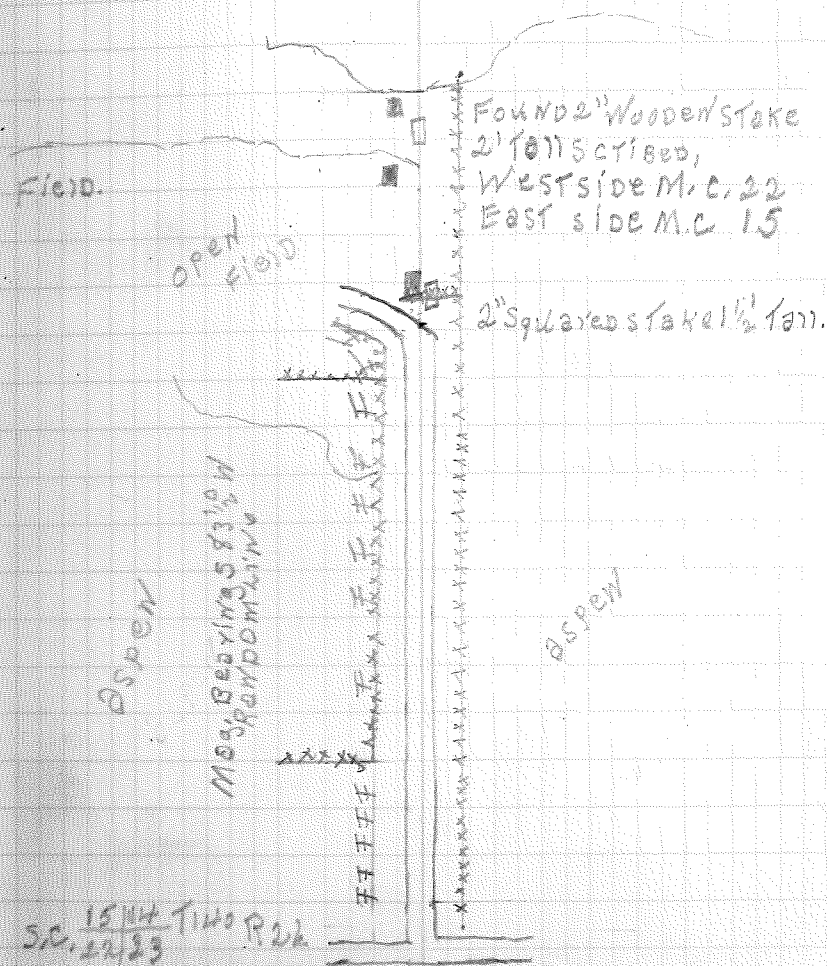 FOUND 2" WOODEN STAKE
2' Tall SCTIBED,
WEST SIDE M.C. 22
EAST SIDE M.C 15
FIELD.
OPEN
FIELD
2" SQUARED STAKE 1½' Tall.
Mag. Bearing S 83½° W
RANDOM LINE
aspen
aspen
S.C. 15|14 T140 R22
22|23